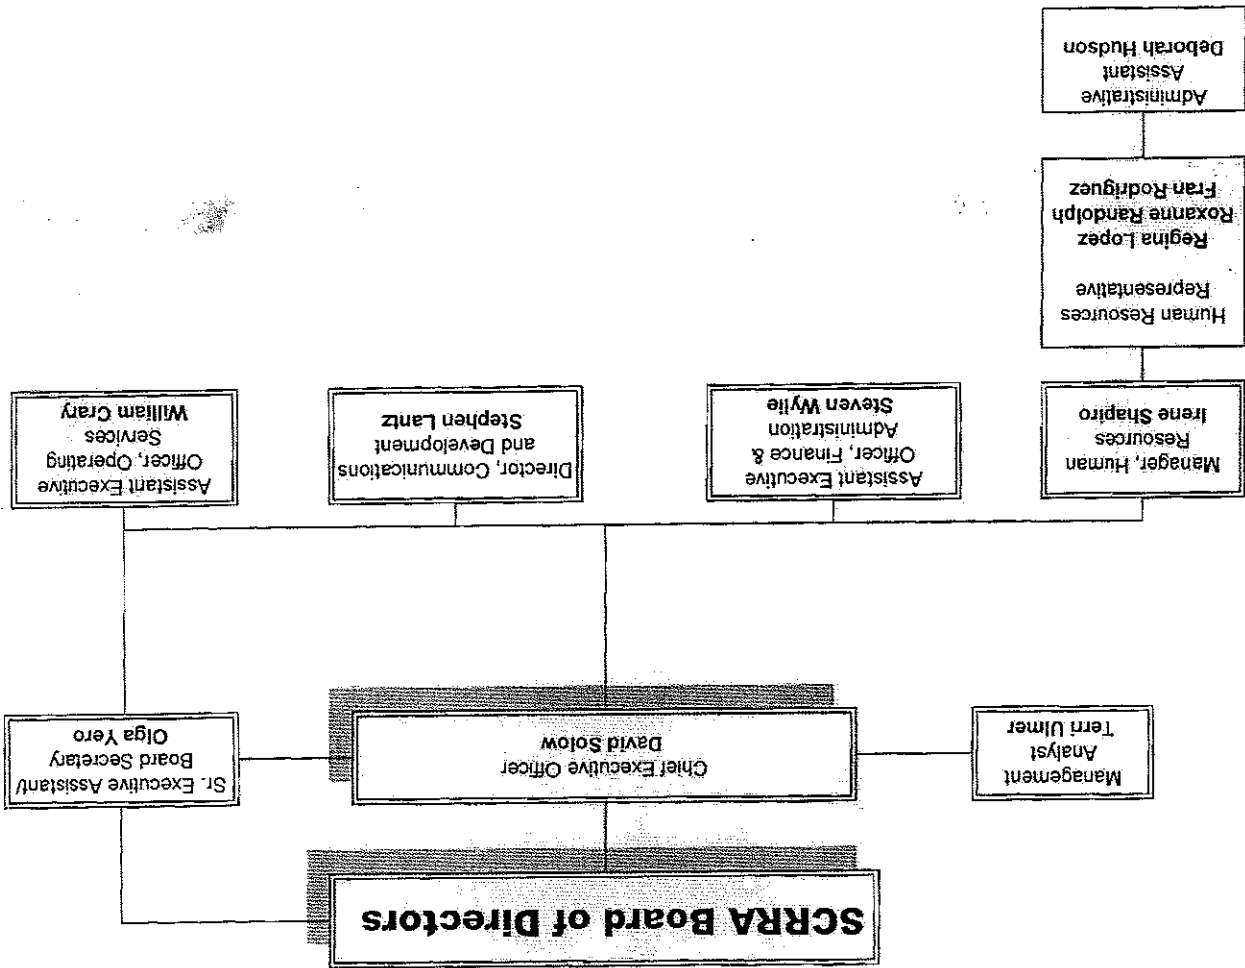 SCRRA Board of Directors
Chief Executive Officer
David Solow
Management
Analyst
Terri Ulmer
Sr. Executive Assistant/
Board Secretary
Olga Yero
Manager, Human
Resources
Irene Shapiro
Assistant Executive
Officer, Finance &
Administration
Steven Wylie
Director, Communications
and Development
Stephen Lantz
Assistant Executive
Officer, Operating
Services
William Crary
Human Resources
Representative
Regina Lopez
Roxanne Randolph
Fran Rodriguez
Administrative
Assistant
Deborah Hudson